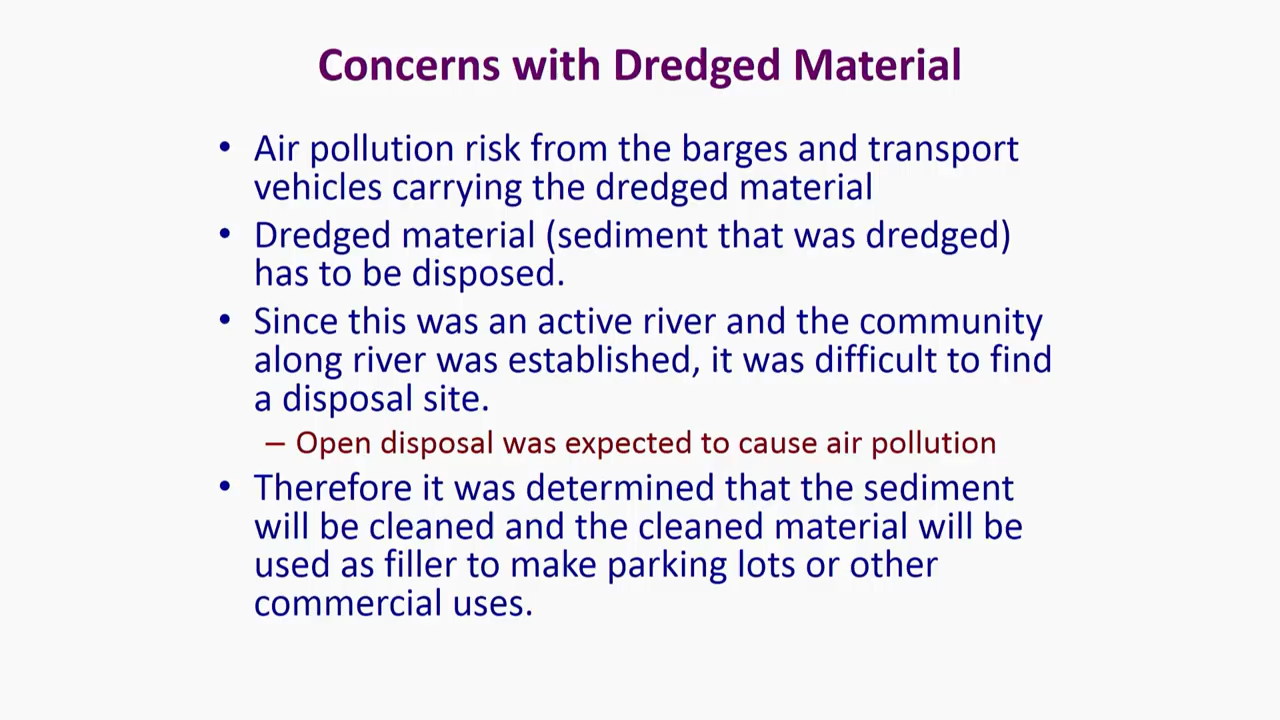 Concerns with Dredged Material
• Air pollution risk from the barges and transport
vehicles carrying the dredged material
• Dredged material (sediment that was dredged)
has to be disposed.
• Since this was an active river and the community
along river was established, it was difficult to find
a disposal site.
– Open disposal was expected to cause air pollution
• Therefore it was determined that the sediment
will be cleaned and the cleaned material will be
used as filler to make parking lots or other
commercial uses.